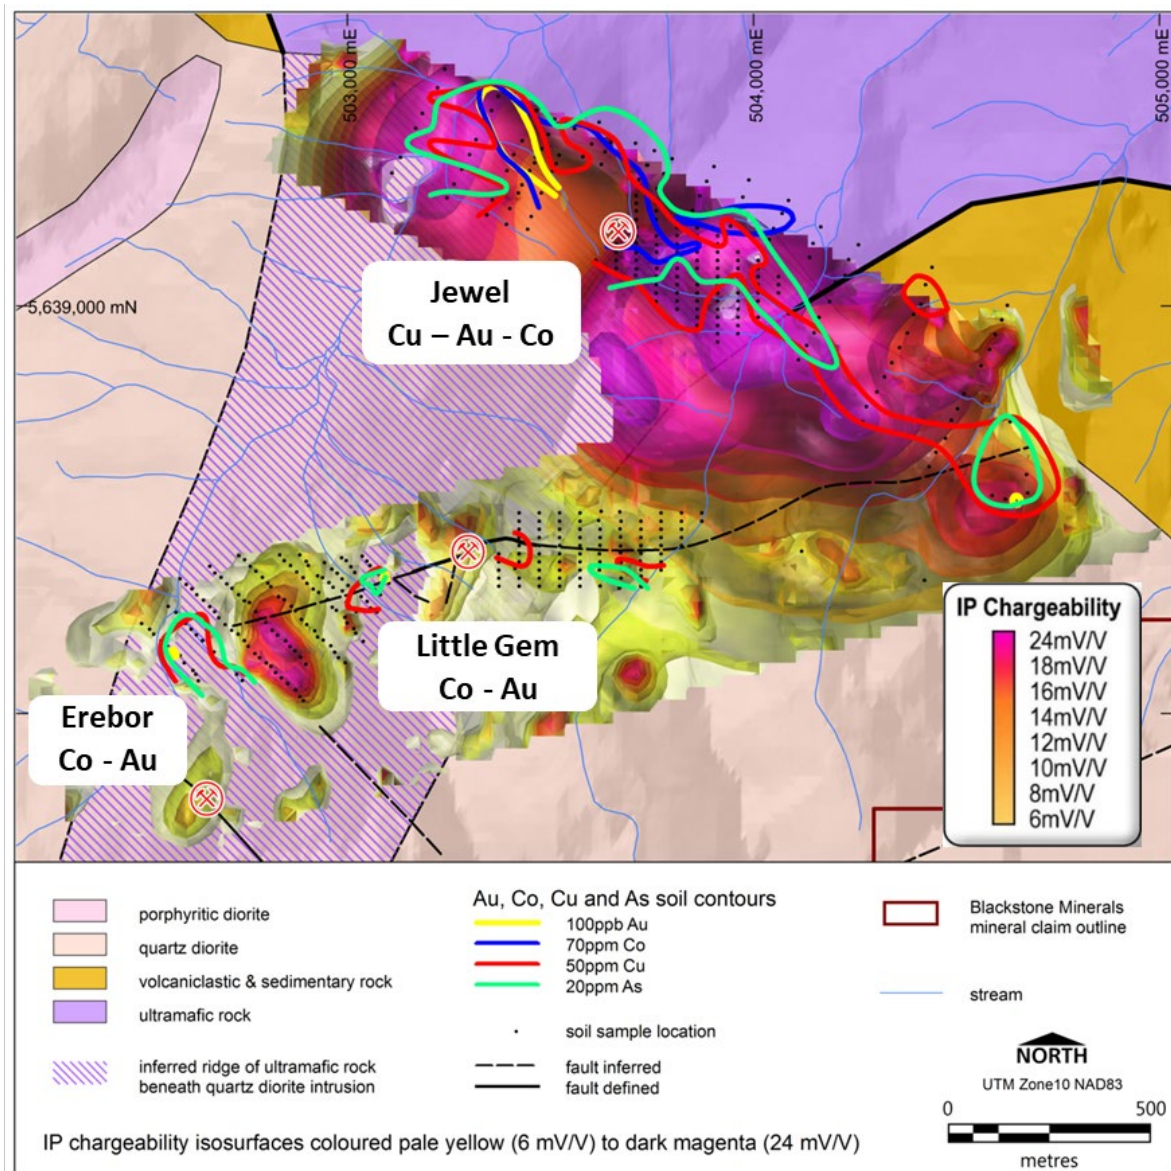 503,000 mE
504,000 mE
505,000 mE
5,639,000 mN
Jewel
Cu – Au - Co
Little Gem
Co - Au
Erebor
Co - Au
IP Chargeability
24mV/V
18mV/V
16mV/V
14mV/V
12mV/V
10mV/V
8mV/V
6mV/V
porphyritic diorite
quartz diorite
volcaniclastic & sedimentary rock
ultramafic rock
inferred ridge of ultramafic rock
beneath quartz diorite intrusion
Au, Co, Cu and As soil contours
100ppb Au
70ppm Co
50ppm Cu
20ppm As
soil sample location
fault inferred
fault defined
Blackstone Minerals
mineral claim outline
stream
NORTH
UTM Zone10 NAD83
0 500
metres
IP chargeability isosurfaces coloured pale yellow (6 mV/V) to dark magenta (24 mV/V)